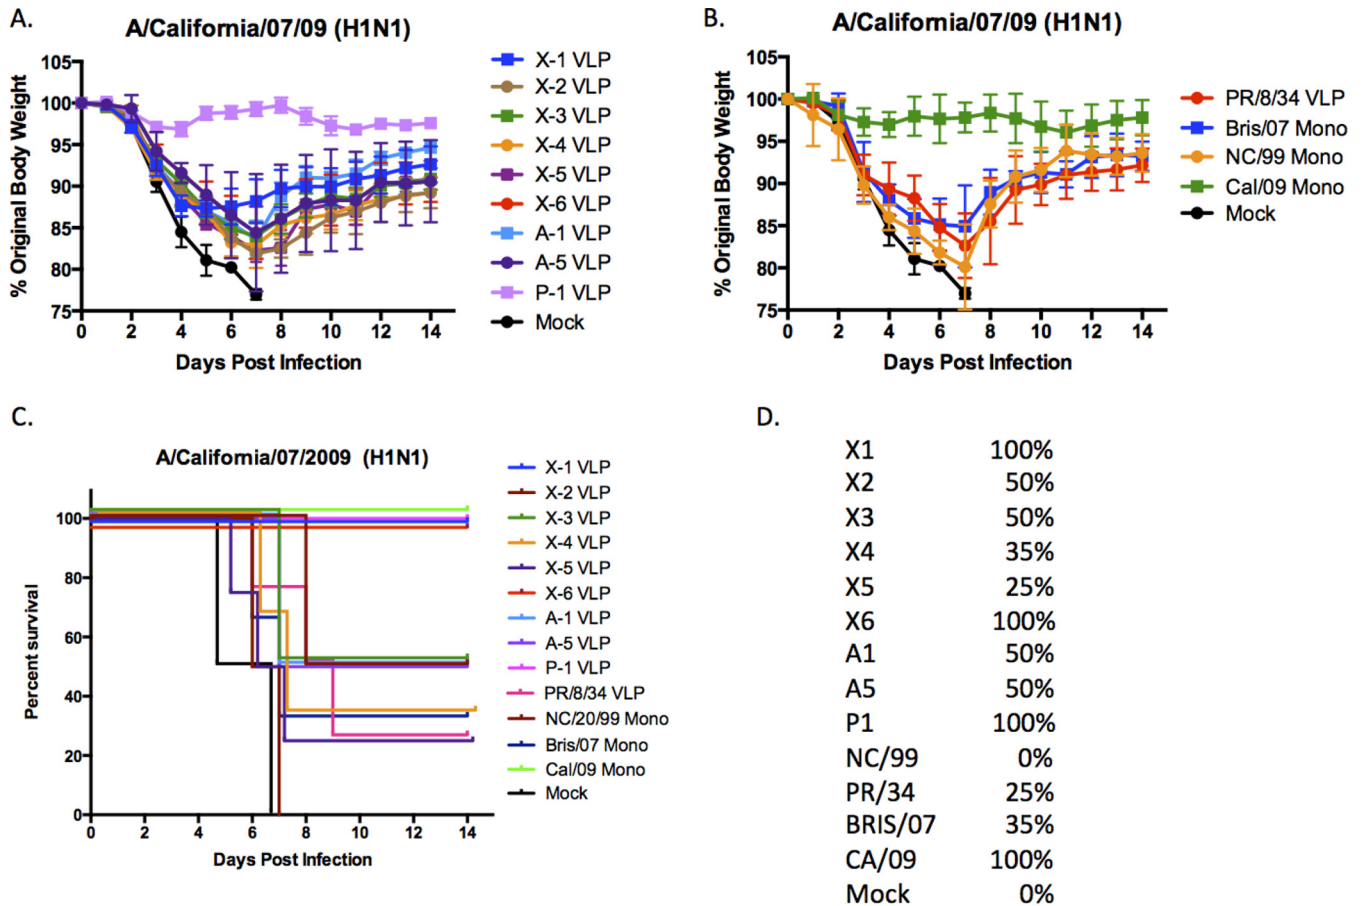 A.
A/California/07/09 (H1N1)
% Original Body Weight
105
100
95
90
85
80
75
0 2 4 6 8 10 12 14
Days Post Infection
X-1 VLP
X-2 VLP
X-3 VLP
X-4 VLP
X-5 VLP
X-6 VLP
A-1 VLP
A-5 VLP
P-1 VLP
Mock
B.
A/California/07/09 (H1N1)
% Original Body Weight
105
100
95
90
85
80
75
0 2 4 6 8 10 12 14
Days Post Infection
PR/8/34 VLP
Bris/07 Mono
NC/99 Mono
Cal/09 Mono
Mock
C.
A/California/07/2009 (H1N1)
Percent survival
100
80
60
40
20
0
0 2 4 6 8 10 12 14
Days Post Infection
X-1 VLP
X-2 VLP
X-3 VLP
X-4 VLP
X-5 VLP
X-6 VLP
A-1 VLP
A-5 VLP
P-1 VLP
PR/8/34 VLP
NC/20/99 Mono
Bris/07 Mono
Cal/09 Mono
Mock
D.
X1 100%
X2 50%
X3 50%
X4 35%
X5 25%
X6 100%
A1 50%
A5 50%
P1 100%
NC/99 0%
PR/34 25%
BRIS/07 35%
CA/09 100%
Mock 0%